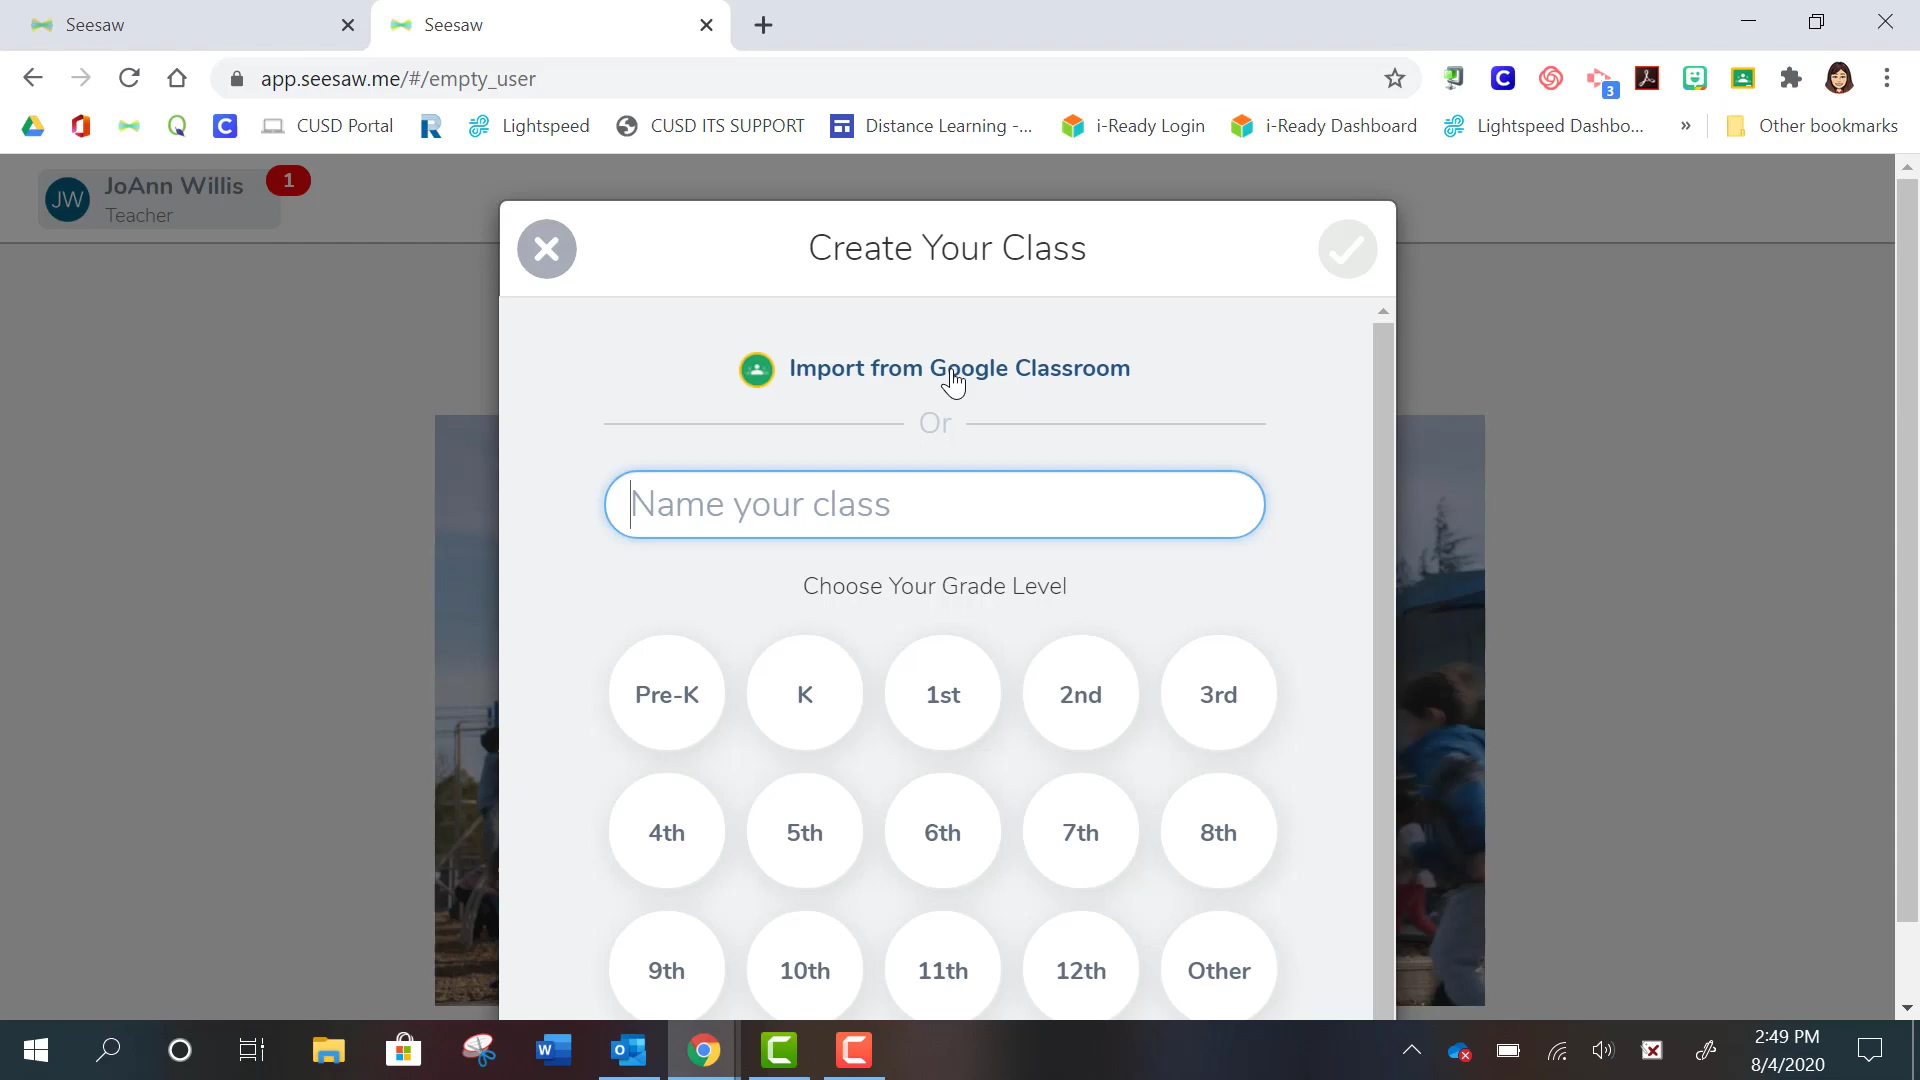 Seesaw
Seesaw
app.seesaw.me/#/empty_user
3
CUSD Portal
Lightspeed
CUSD ITS SUPPORT
Distance Learning -...
i-Ready Login
i-Ready Dashboard
Lightspeed Dashbo...
»
Other bookmarks
JW
JoAnn Willis
Teacher
1
Create Your Class
Import from Google Classroom
Or
Name your class
Choose Your Grade Level
Pre-K
K
1st
2nd
3rd
4th
5th
6th
7th
8th
9th
10th
11th
12th
Other
2:49 PM
8/4/2020